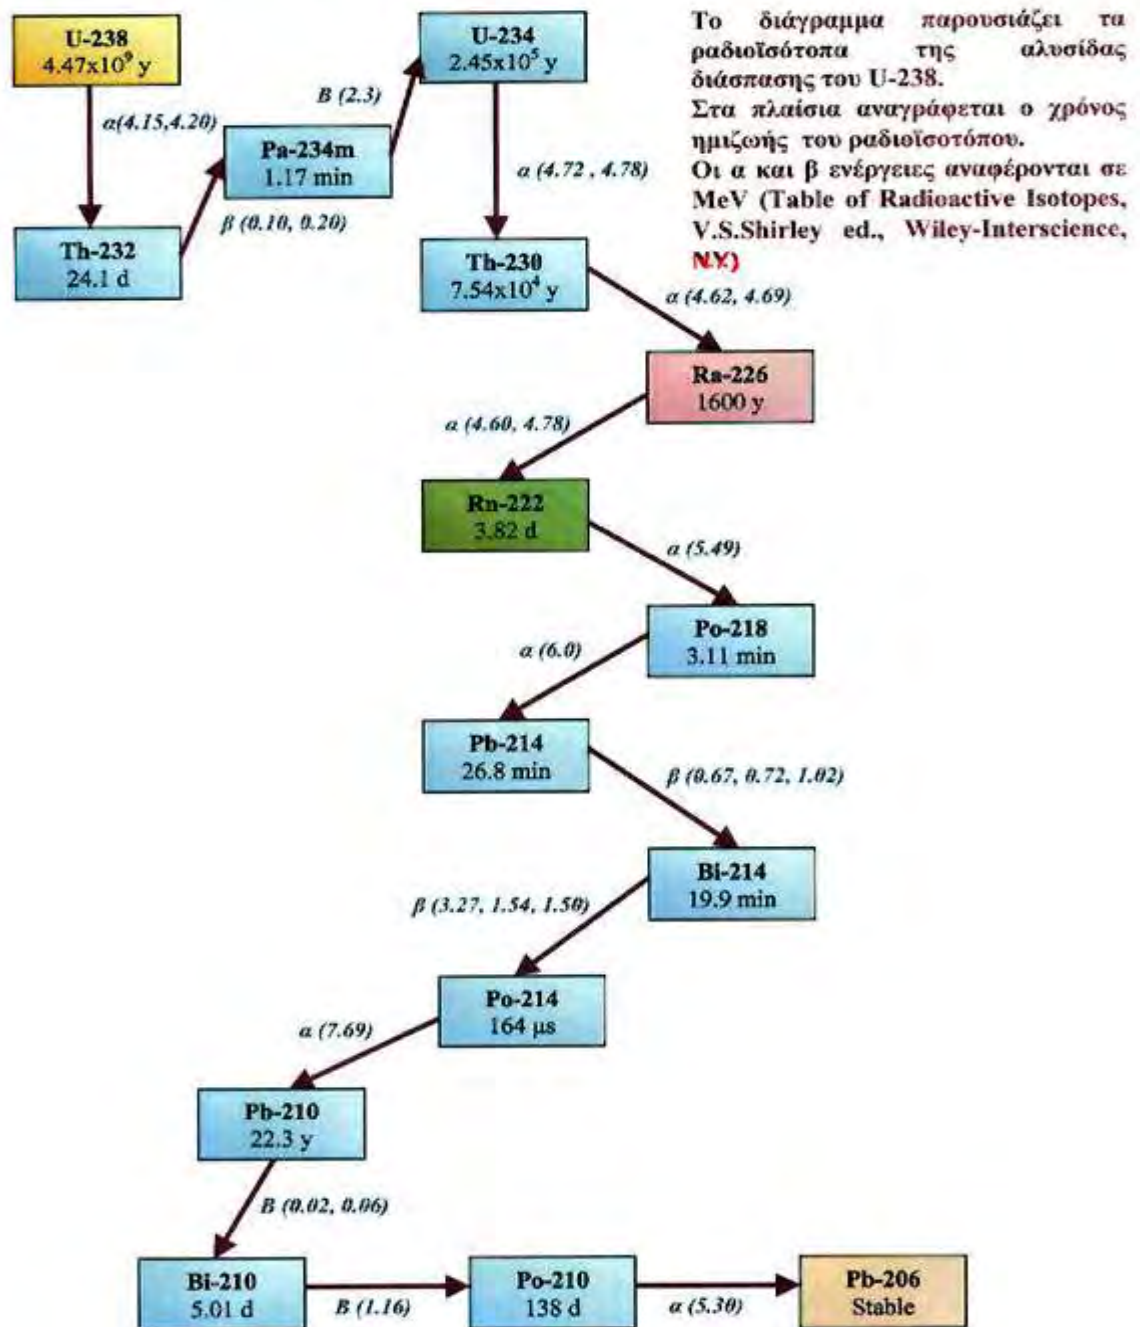 U-238
4.47x10⁹ y
α(4.15,4.20)
Th-232
24.1 d
β (0.10, 0.20)
Pa-234m
1.17 min
B (2.3)
U-234
2.45x10⁵ y
α (4.72 , 4.78)
Th-230
7.54x10⁴ y
Το διάγραμμα παρουσιάζει τα
ραδιοϊσότοπα της αλυσίδας
διάσπασης του U-238.
Στα πλαίσια αναγράφεται ο χρόνος
ημιζωής του ραδιοϊσοτόπου.
Οι α και β ενέργειες αναφέρονται σε
MeV (Table of Radioactive Isotopes,
V.S.Shirley ed., Wiley-Interscience,
N.Y.)
α (4.62, 4.69)
Ra-226
1600 y
α (4.60, 4.78)
Rn-222
3.82 d
α (5.49)
Po-218
3.11 min
α (6.0)
Pb-214
26.8 min
β (0.67, 0.72, 1.02)
Bi-214
19.9 min
β (3.27, 1.54, 1.50)
Po-214
164 μs
α (7.69)
Pb-210
22.3 y
B (0.02, 0.06)
Bi-210
5.01 d
B (1.16)
Po-210
138 d
α (5.30)
Pb-206
Stable